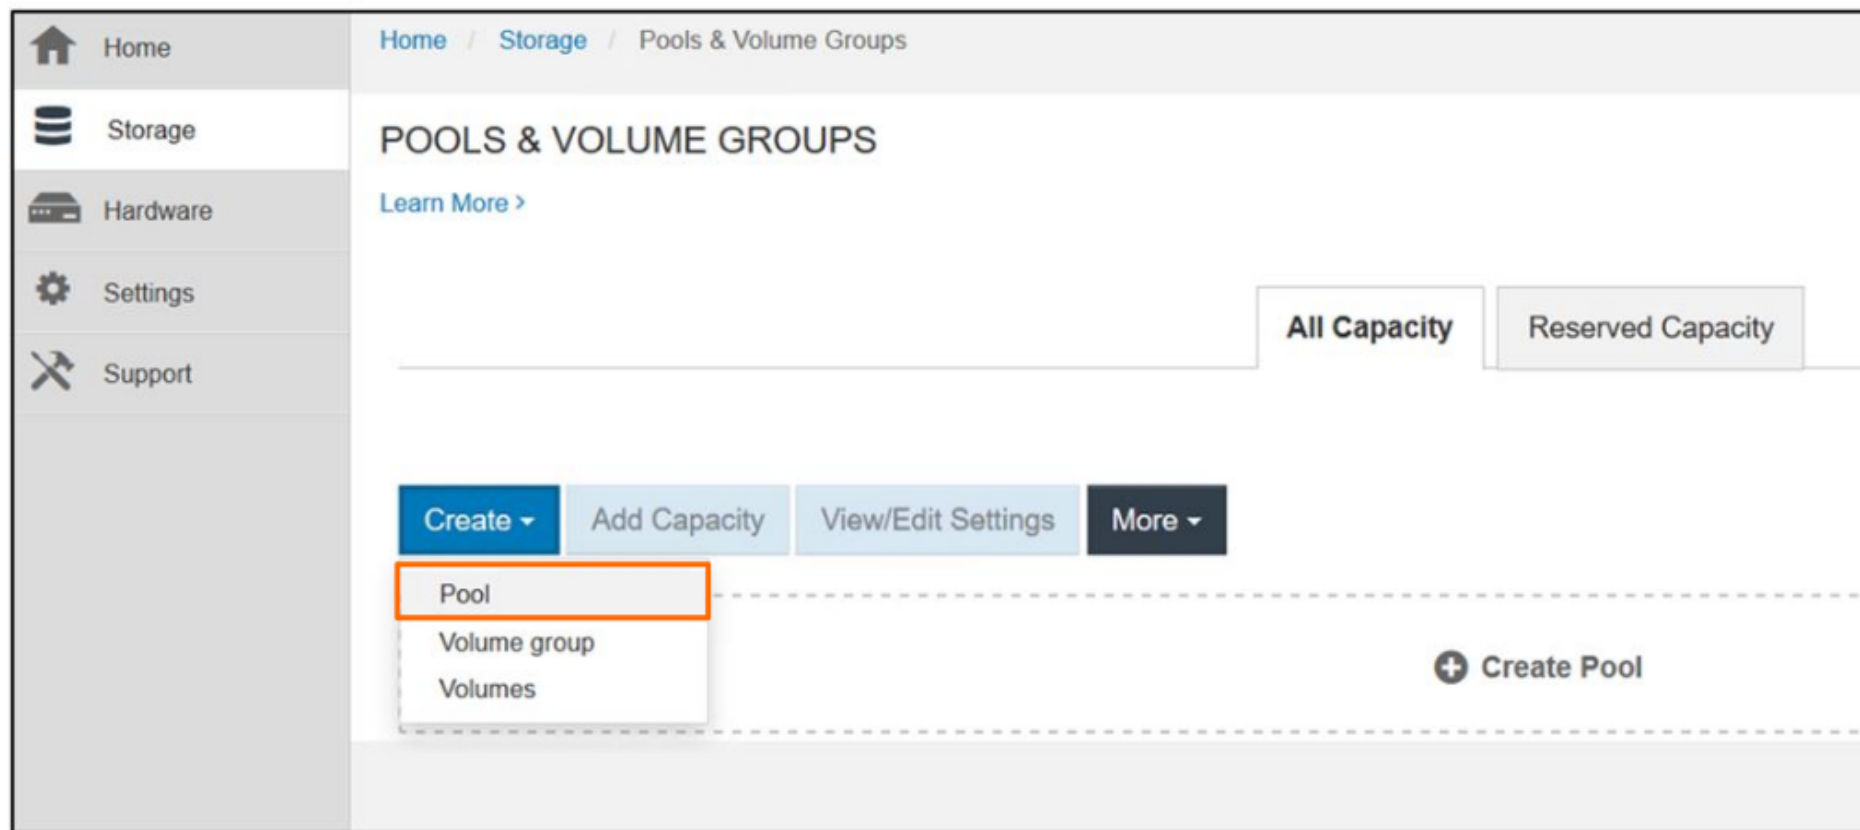 Home
Storage
Hardware
Settings
Support
Home / Storage / Pools & Volume Groups
POOLS & VOLUME GROUPS
Learn More >
All Capacity Reserved Capacity
Create Add Capacity View/Edit Settings More
Pool
Volume group
Volumes
Create Pool